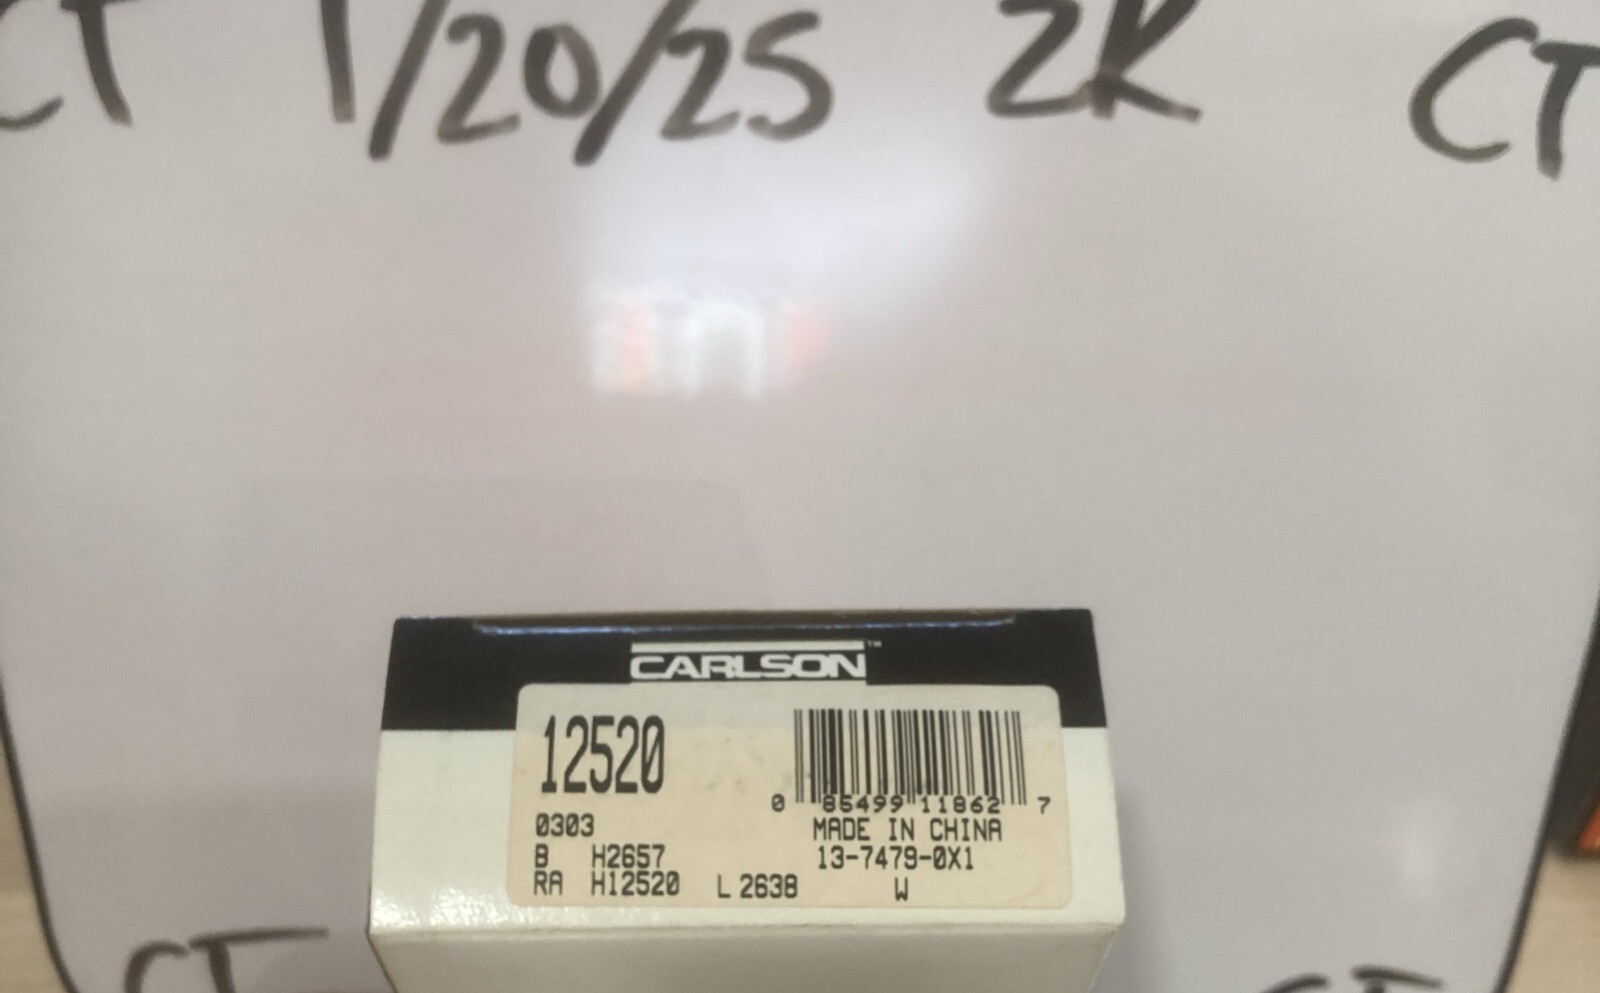 CT 1/20/25 2K CT
CARLSON™
12520
0 85499 11862 7
0303 MADE IN CHINA
B H2657 13-7479-0X1
RA H12520 L 2638 W
CT CT